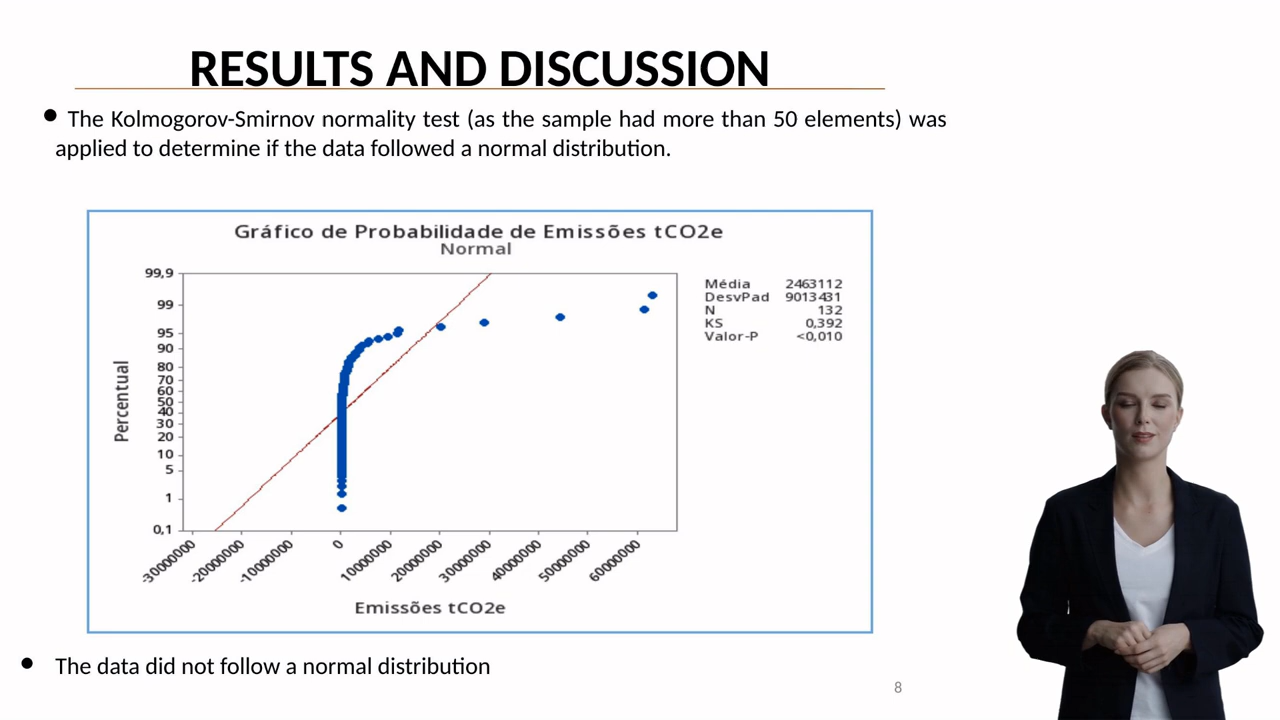 RESULTS AND DISCUSSION
● The Kolmogorov-Smirnov normality test (as the sample had more than 50 elements) was
applied to determine if the data followed a normal distribution.
Gráfico de Probabilidade de Emissões tCO2e
Normal
99,9
99
95
90
80
70
60
50
40
30
20
10
5
1
0,1
Percentual
-30000000
-20000000
-10000000
0
10000000
20000000
30000000
40000000
50000000
60000000
Emissões tCO2e
Média 2463112
DesvPad 9013431
N 132
KS 0,392
Valor-P <0,010
● The data did not follow a normal distribution
8